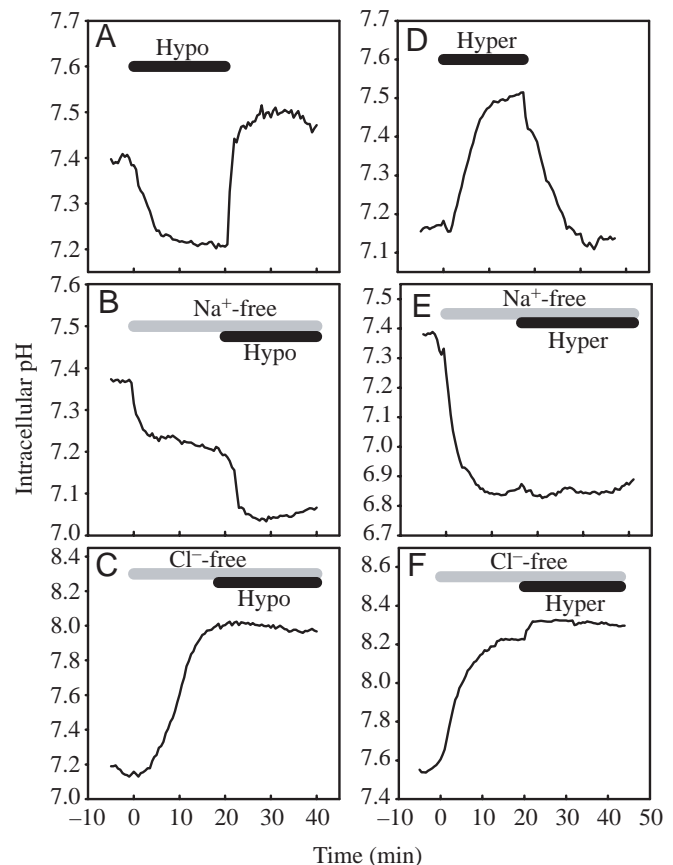 A
Hypo
7.7
7.6
7.5
7.4
7.3
7.2
D
Hyper
7.7
7.6
7.5
7.4
7.3
7.2
7.1
B
Na⁺-free
Hypo
7.6
7.5
7.4
7.3
7.2
7.1
7.0
E
Na⁺-free
Hyper
7.5
7.4
7.3
7.2
7.1
7.0
6.9
6.8
6.7
C
Cl⁻-free
Hypo
8.4
8.2
8.0
7.8
7.6
7.4
7.2
7.0
–10 0 10 20 30 40
F
Cl⁻-free
Hyper
8.6
8.4
8.2
8.0
7.8
7.6
7.4
–10 0 10 20 30 40 50
Intracellular pH
Time (min)